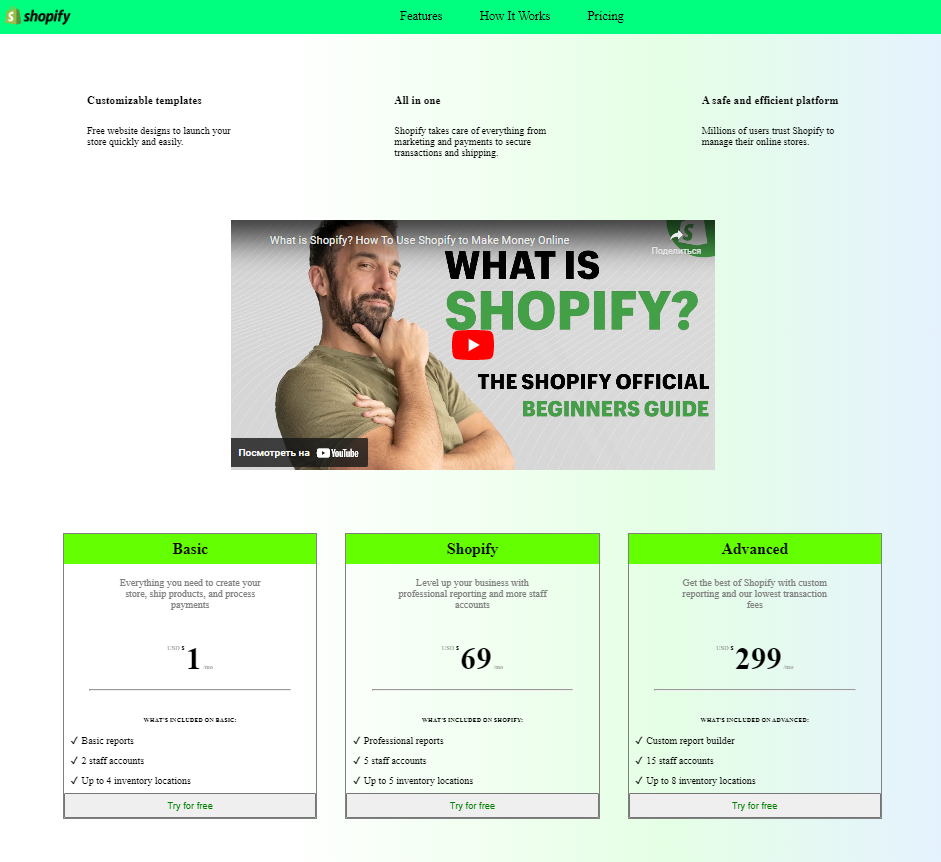 shopify
Features
How It Works
Pricing
Customizable templates
Free website designs to launch your
store quickly and easily.
All in one
Shopify takes care of everything from
marketing and payments to secure
transactions and shipping.
A safe and efficient platform
Millions of users trust Shopify to
manage their online stores.
What is Shopify? How To Use Shopify to Make Money Online
Поделиться
WHAT IS
SHOPIFY?
THE SHOPIFY OFFICIAL
BEGINNERS GUIDE
Посмотреть на YouTube
Basic
Everything you need to create your
store, ship products, and process
payments
USD $ 1 /mo
WHAT'S INCLUDED ON BASIC:
✓ Basic reports
✓ 2 staff accounts
✓ Up to 4 inventory locations
Try for free
Shopify
Level up your business with
professional reporting and more staff
accounts
USD $ 69 /mo
WHAT'S INCLUDED ON SHOPIFY:
✓ Professional reports
✓ 5 staff accounts
✓ Up to 5 inventory locations
Try for free
Advanced
Get the best of Shopify with custom
reporting and our lowest transaction
fees
USD $ 299 /mo
WHAT'S INCLUDED ON ADVANCED:
✓ Custom report builder
✓ 15 staff accounts
✓ Up to 8 inventory locations
Try for free